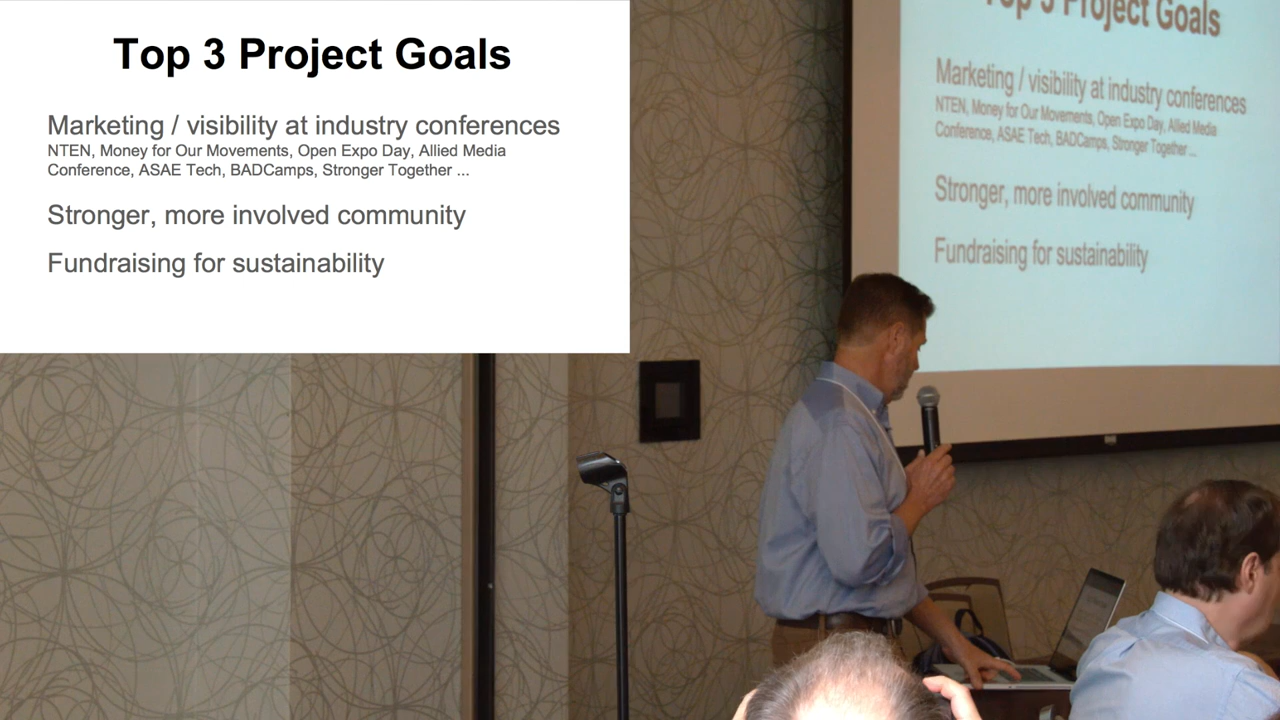 Top 3 Project Goals
Marketing / visibility at industry conferences
NTEN, Money for Our Movements, Open Expo Day, Allied Media
Conference, ASAE Tech, BADCamps, Stronger Together ...
Stronger, more involved community
Fundraising for sustainability
Top 3 Project Goals
Marketing / visibility at industry conferences
NTEN, Money for Our Movements, Open Expo Day, Allied Media
Conference, ASAE Tech, BADCamps, Stronger Together ...
Stronger, more involved community
Fundraising for sustainability